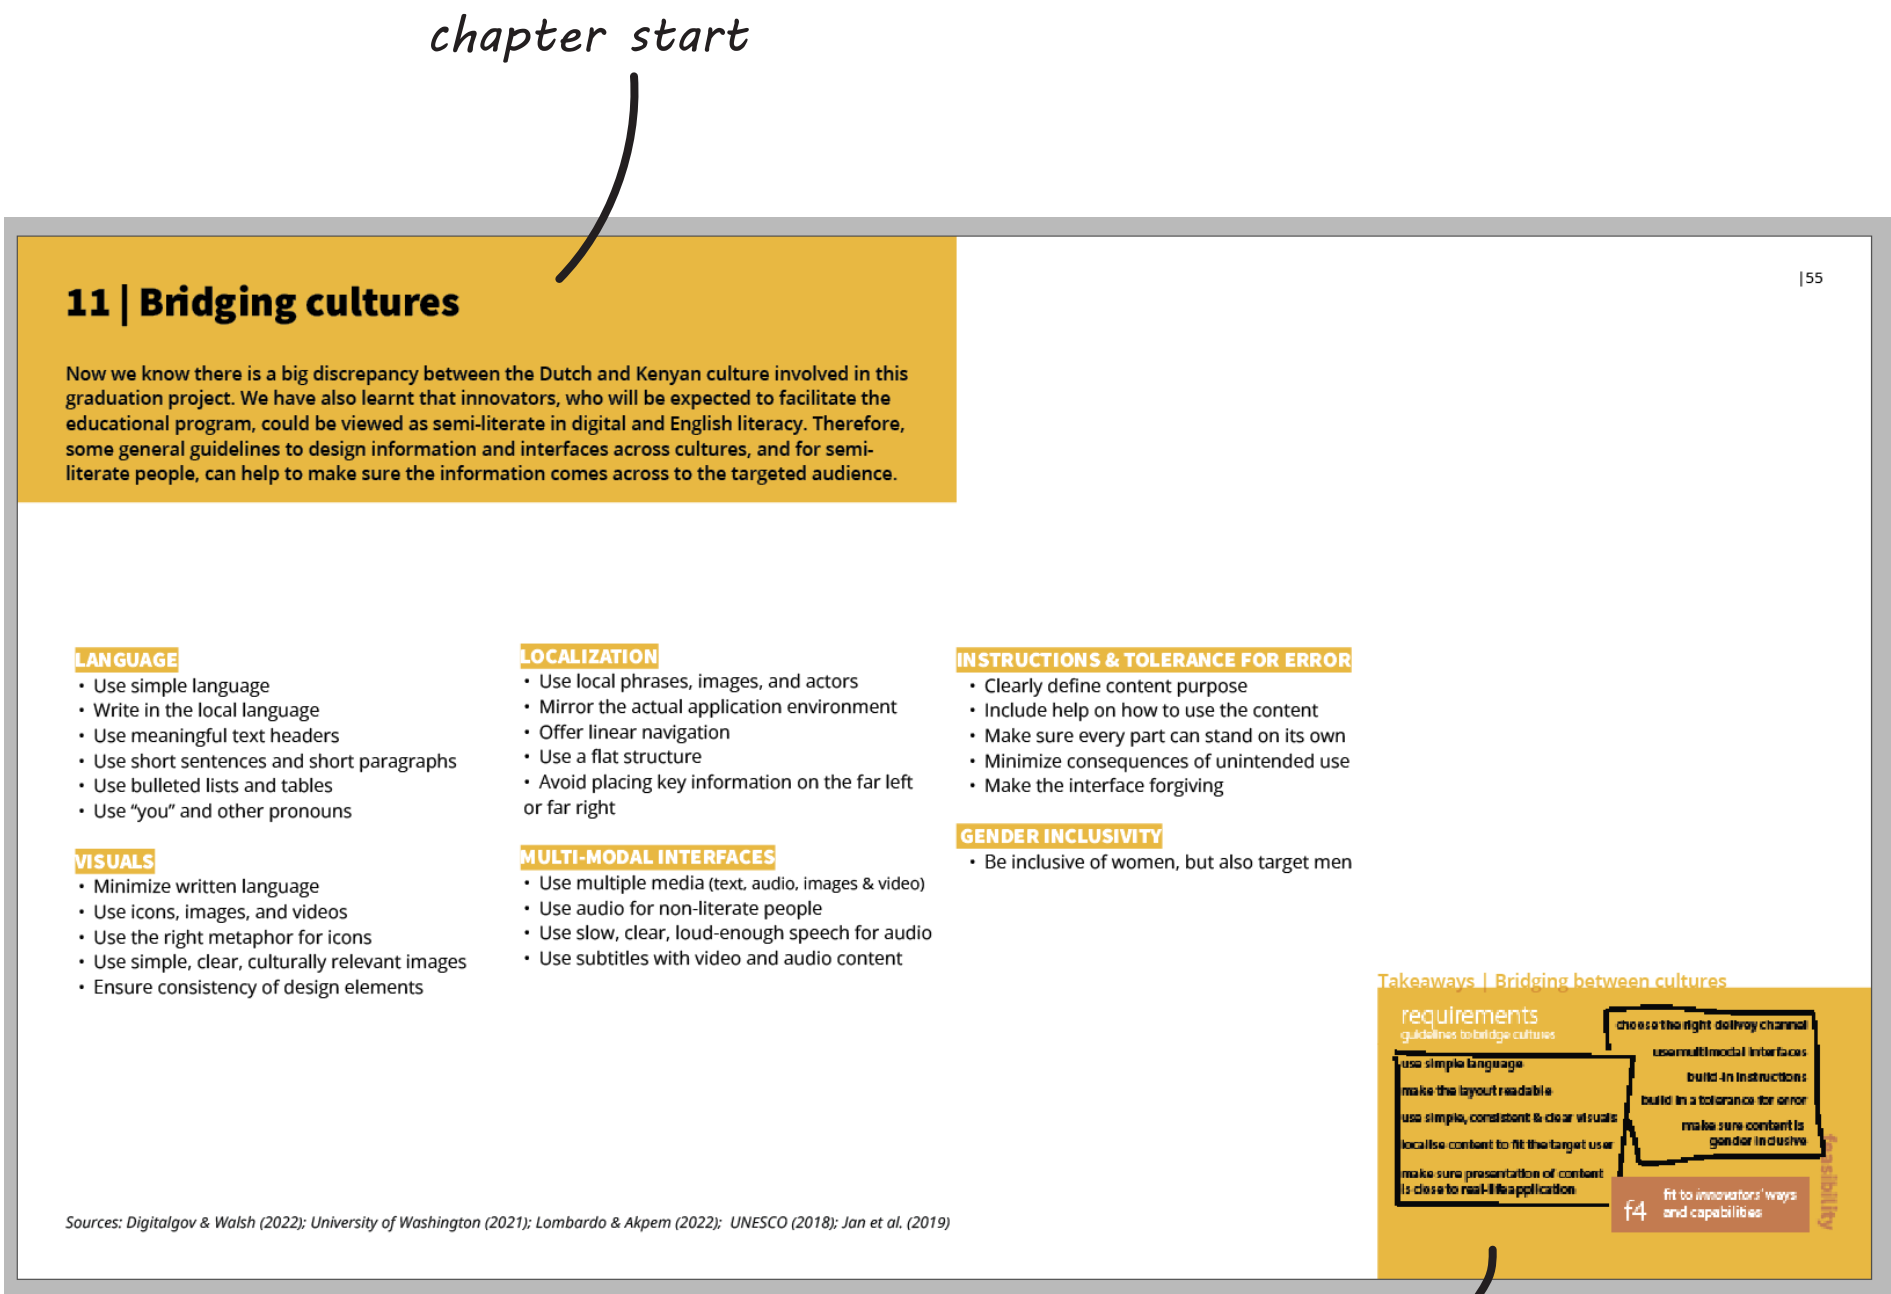 chapter start
|55
11 | Bridging cultures
Now we know there is a big discrepancy between the Dutch and Kenyan culture involved in this
graduation project. We have also learnt that innovators, who will be expected to facilitate the
educational program, could be viewed as semi-literate in digital and English literacy. Therefore,
some general guidelines to design information and interfaces across cultures, and for semi-
literate people, can help to make sure the information comes across to the targeted audience.
LANGUAGE
• Use simple language
• Write in the local language
• Use meaningful text headers
• Use short sentences and short paragraphs
• Use bulleted lists and tables
• Use “you” and other pronouns
VISUALS
• Minimize written language
• Use icons, images, and videos
• Use the right metaphor for icons
• Use simple, clear, culturally relevant images
• Ensure consistency of design elements
LOCALIZATION
• Use local phrases, images, and actors
• Mirror the actual application environment
• Offer linear navigation
• Use a flat structure
• Avoid placing key information on the far left
or far right
MULTI-MODAL INTERFACES
• Use multiple media (text, audio, images & video)
• Use audio for non-literate people
• Use slow, clear, loud-enough speech for audio
• Use subtitles with video and audio content
INSTRUCTIONS & TOLERANCE FOR ERROR
• Clearly define content purpose
• Include help on how to use the content
• Make sure every part can stand on its own
• Minimize consequences of unintended use
• Make the interface forgiving
GENDER INCLUSIVITY
• Be inclusive of women, but also target men
Takeaways | Bridging between cultures
requirements
guidelines to bridge cultures
use simple language
make the layout readable
use simple, consistent & clear visuals
localise content to fit the target user
make sure presentation of content
is close to real-life application
choose the right delivey channel
use multimodal interfaces
build-in instructions
build in a tolerance for error
make sure content is
gender inclusive
f4
fit to innovators' ways
and capabilities
feasibility
Sources: Digitalgov & Walsh (2022); University of Washington (2021); Lombardo & Akpem (2022); UNESCO (2018); Jan et al. (2019)